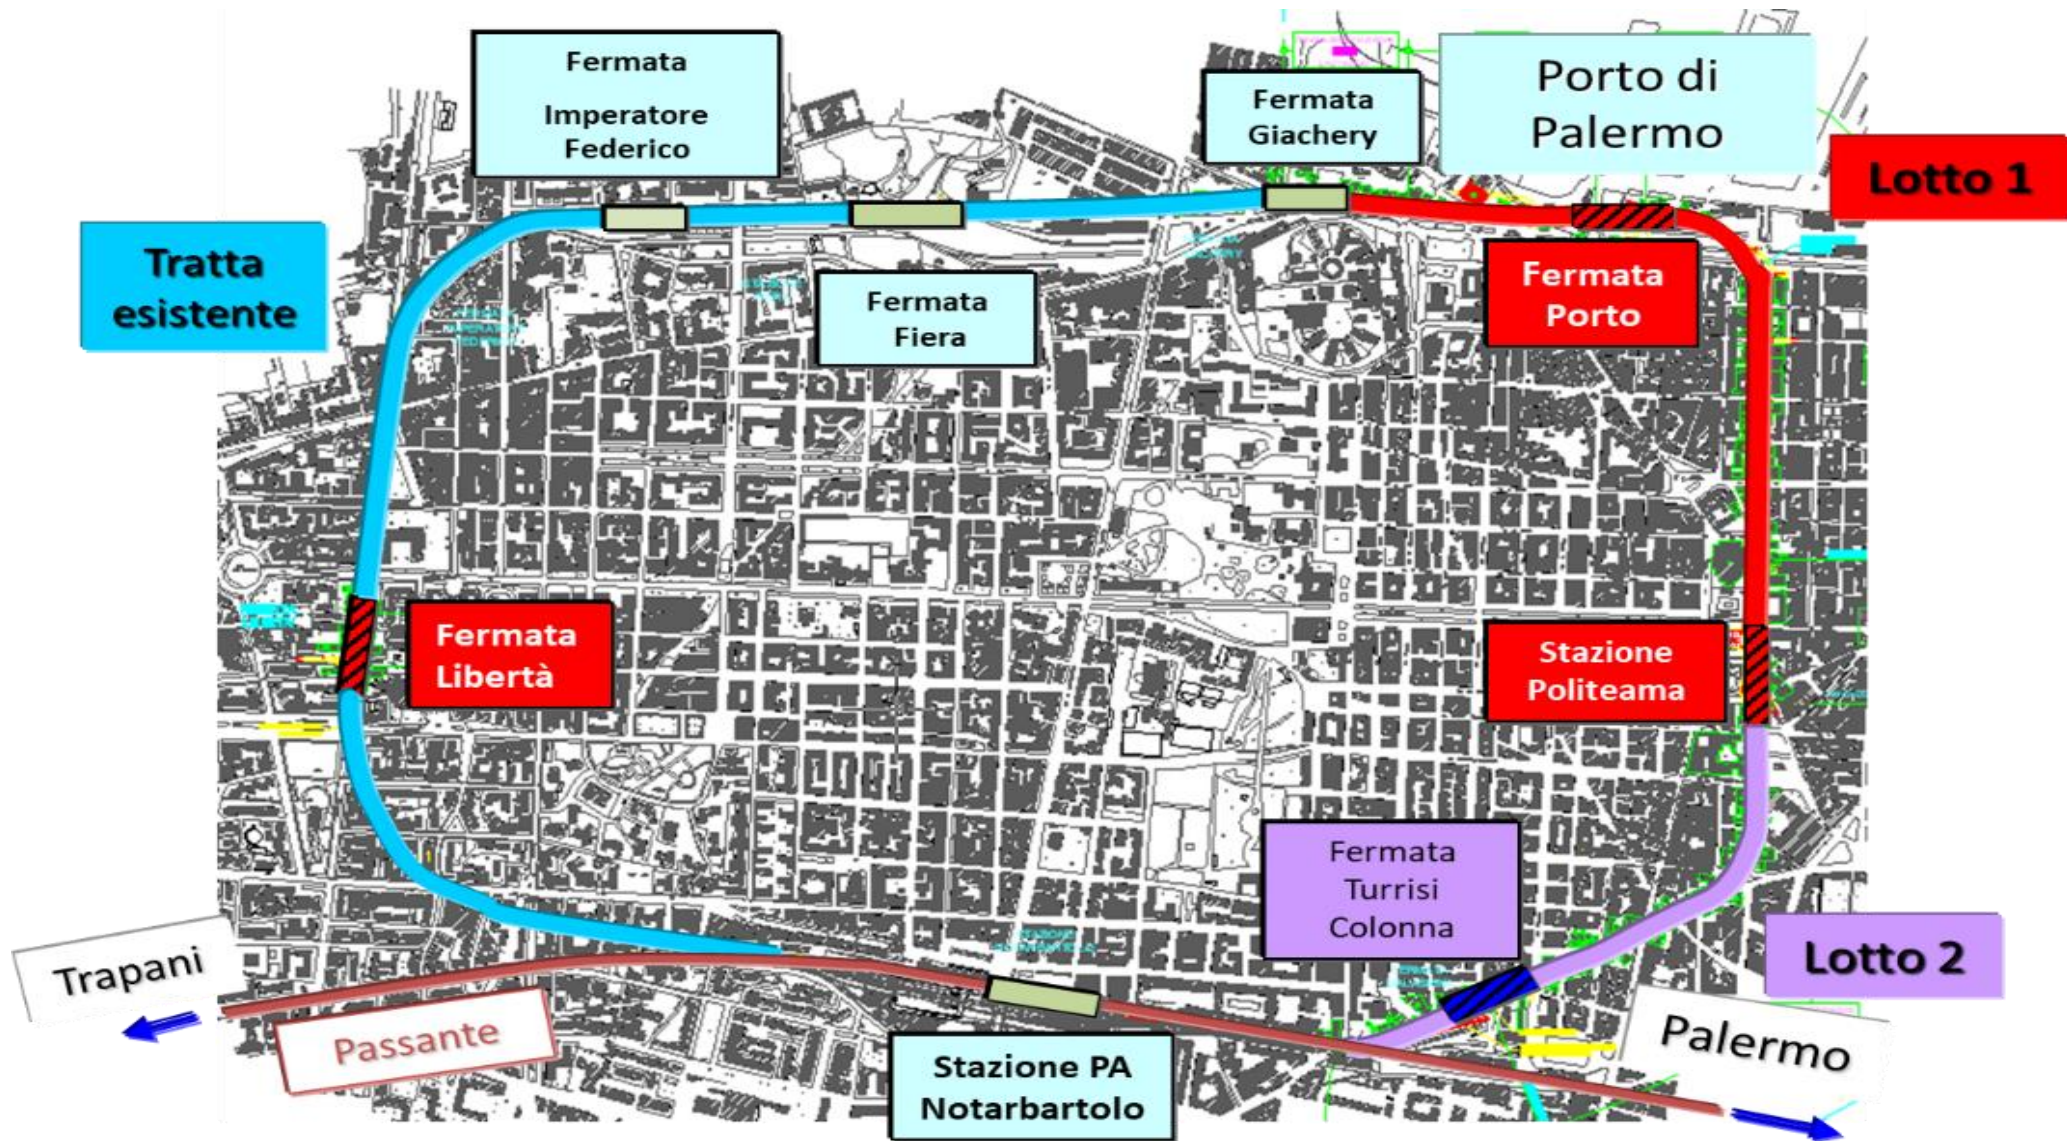 Fermata
Imperatore
Federico
Fermata
Giachery
Porto di
Palermo
Lotto 1
Tratta
esistente
Fermata
Fiera
Fermata
Porto
Fermata
Libertà
Stazione
Politeama
Fermata
Turrisi
Colonna
Lotto 2
Trapani
Passante
Stazione PA
Notarbartolo
Palermo